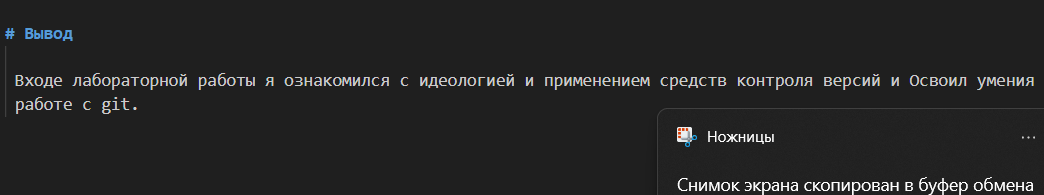 # Вывод
Входе лабораторной работы я ознакомился с идеологией и применением средств контроля версий и Освоил умения
работе с git.
Ножницы
Снимок экрана скопирован в буфер обмена